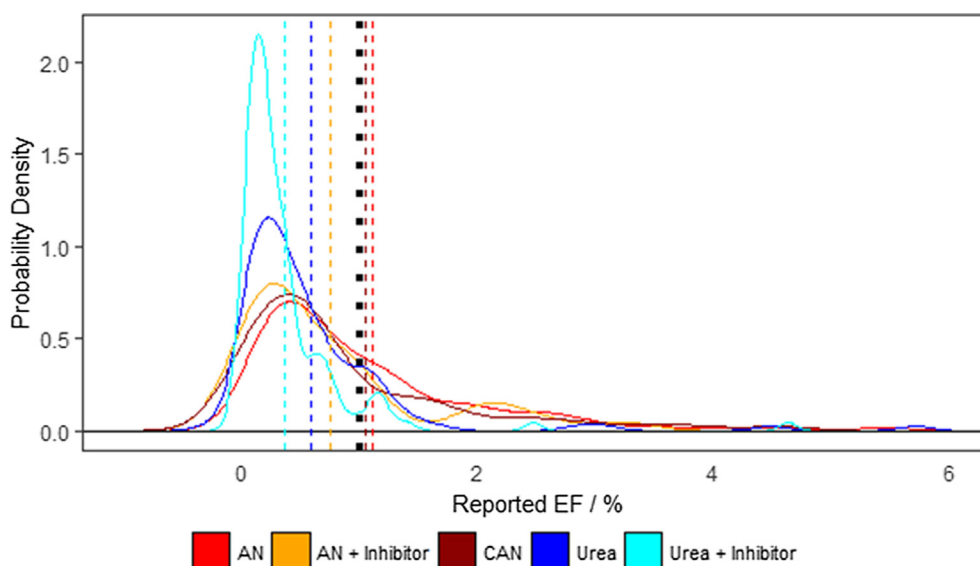 2.0
1.5
Probability Density
1.0
0.5
0.0
0 2 4 6
Reported EF / %
AN AN + Inhibitor CAN Urea Urea + Inhibitor